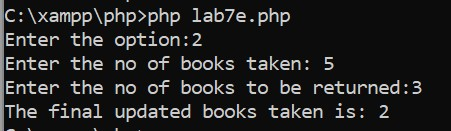 C:\xampp\php>php lab7e.php
Enter the option:2
Enter the no of books taken: 5
Enter the no of books to be returned:3
The final updated books taken is: 2